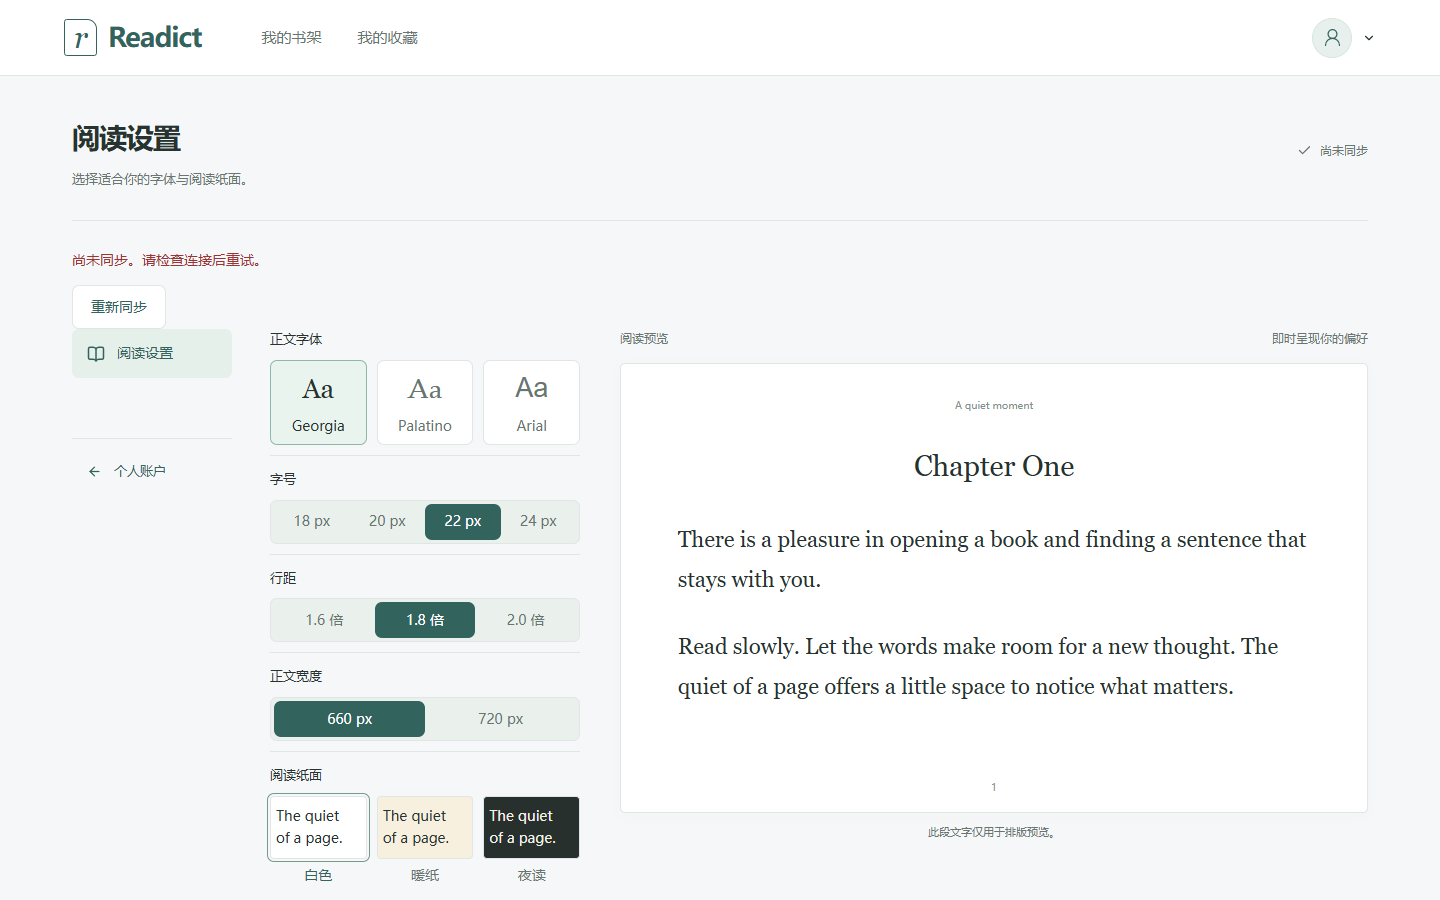 r Readict 我的书架 我的收藏
阅读设置
尚未同步
选择适合你的字体与阅读纸面。
尚未同步。请检查连接后重试。
重新同步
阅读设置
个人账户
正文字体
Aa Aa Aa
Georgia Palatino Arial
字号
18 px 20 px 22 px 24 px
行距
1.6 倍 1.8 倍 2.0 倍
正文宽度
660 px 720 px
阅读纸面
The quiet
of a page.
The quiet
of a page.
The quiet
of a page.
白色 暖纸 夜读
阅读预览 即时呈现你的偏好
A quiet moment
Chapter One
There is a pleasure in opening a book and finding a sentence that
stays with you.
Read slowly. Let the words make room for a new thought. The
quiet of a page offers a little space to notice what matters.
1
此段文字仅用于排版预览。